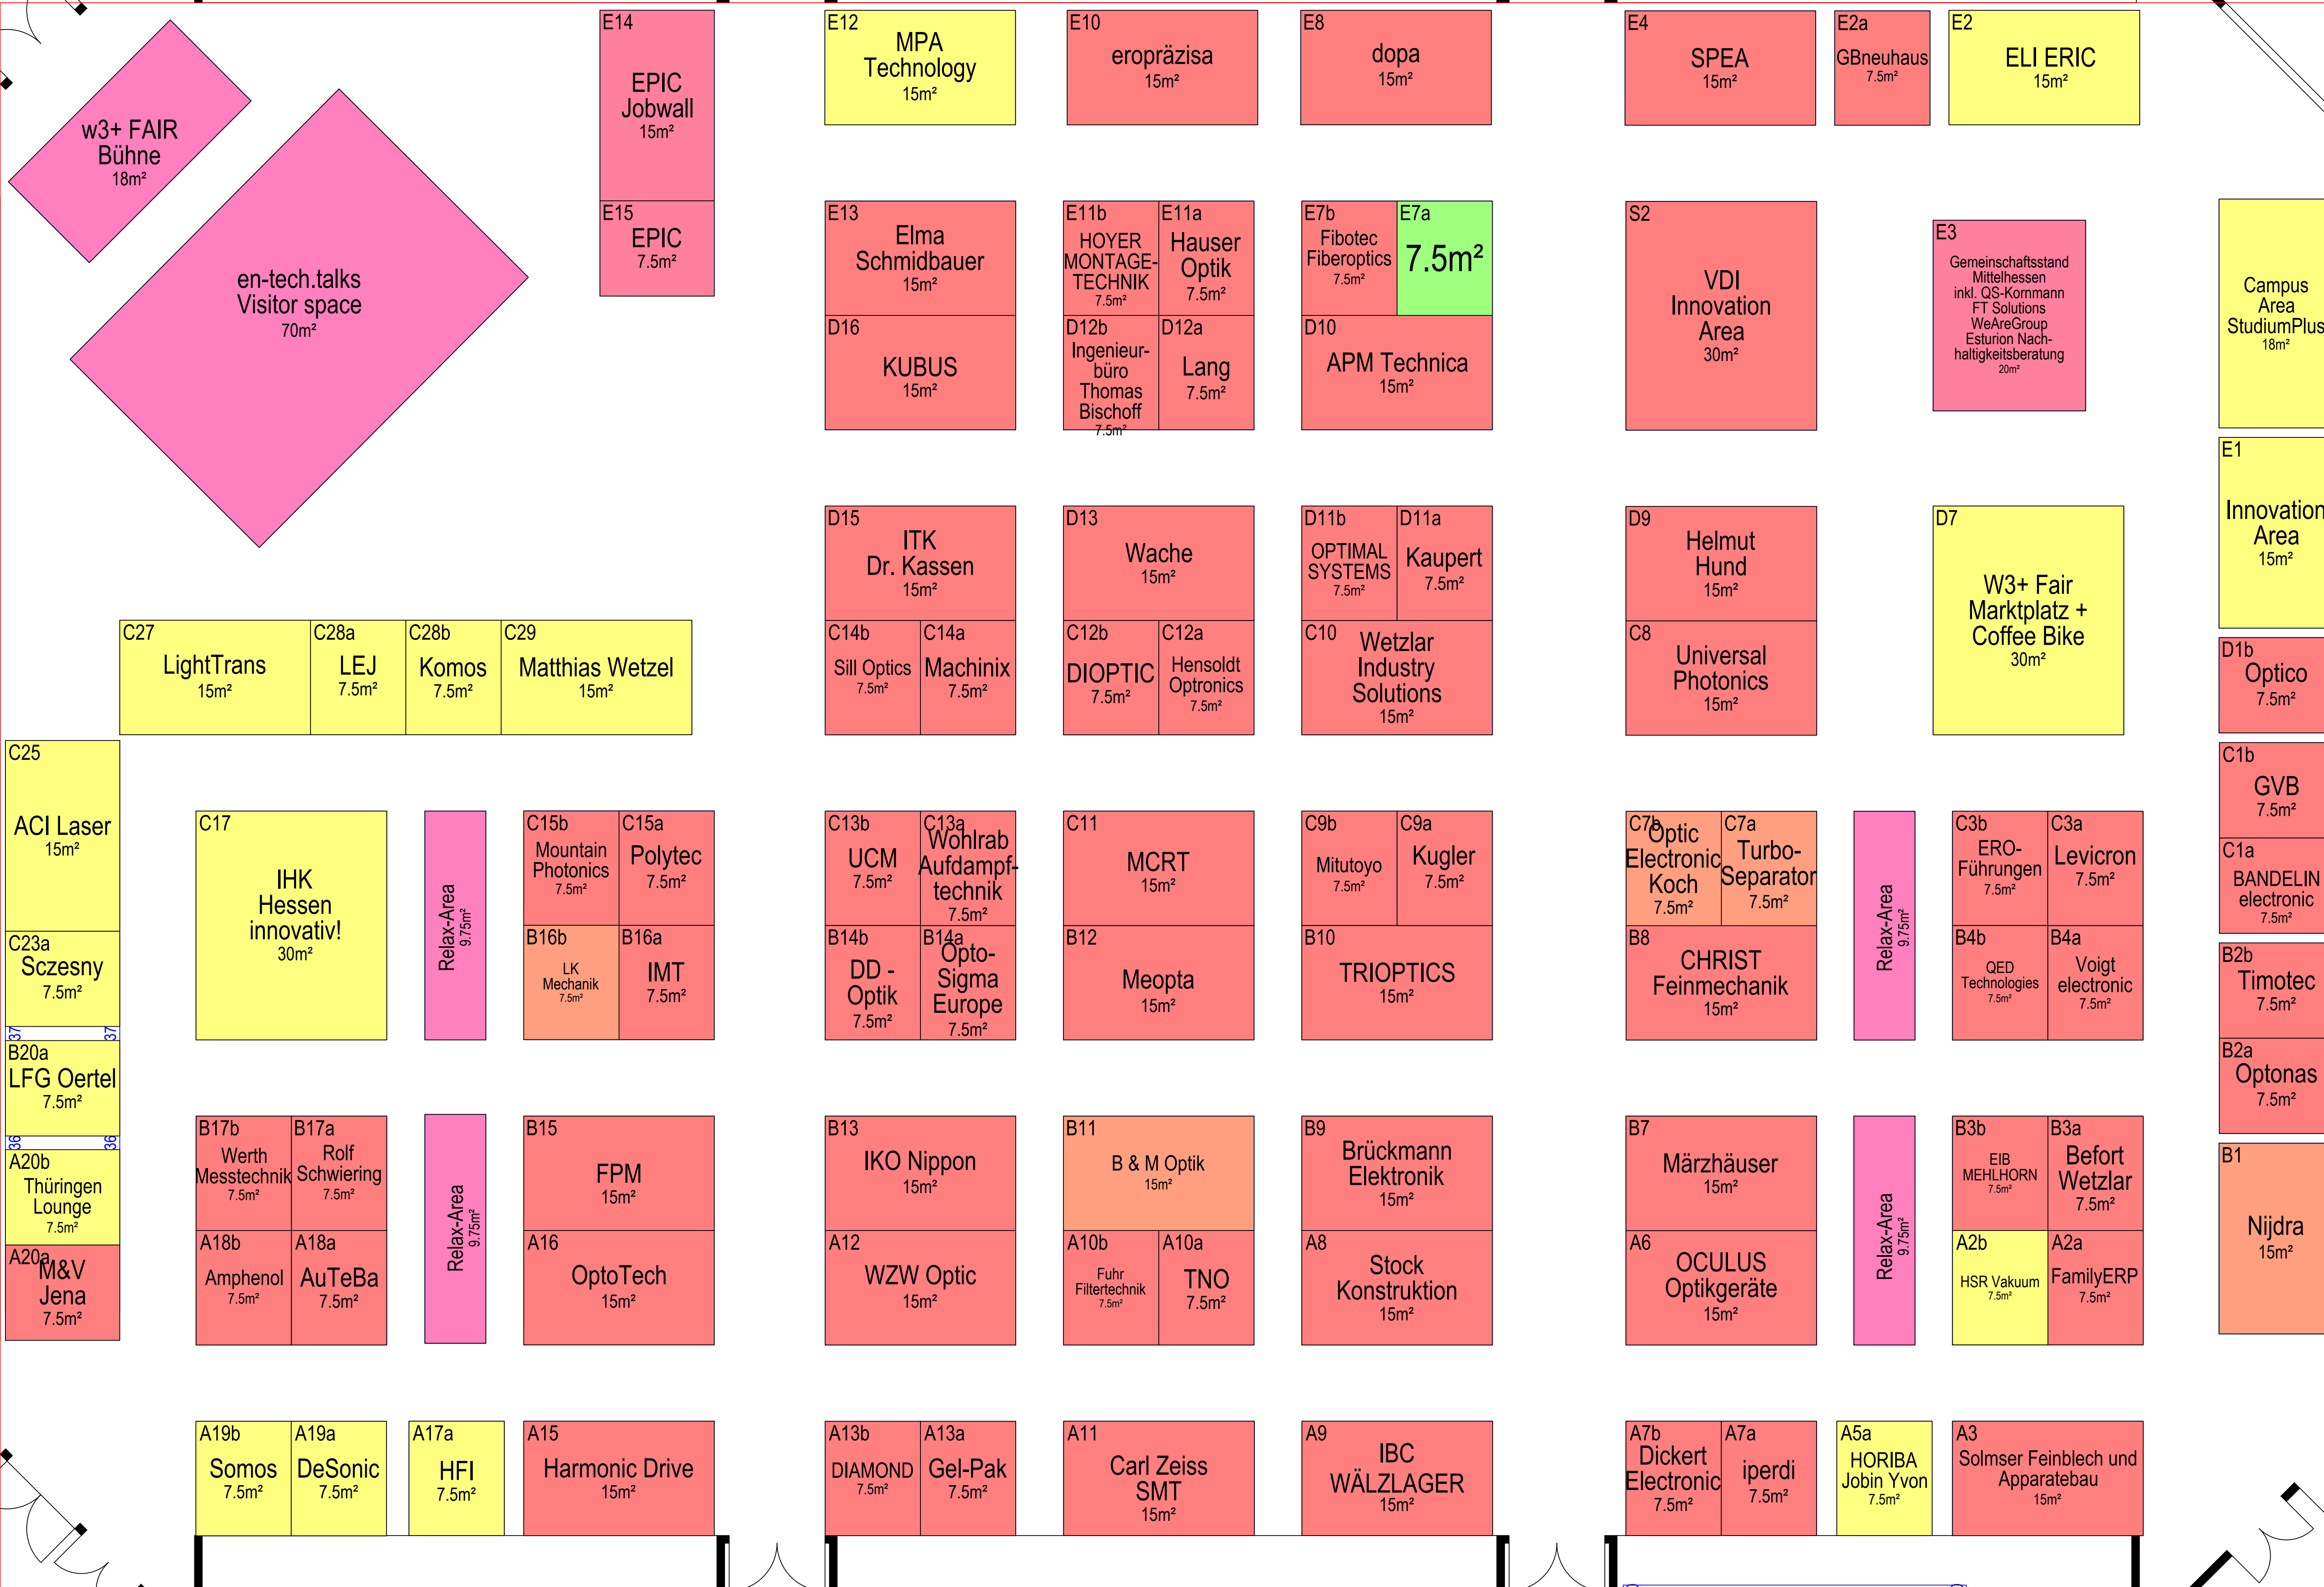 w3+ FAIR
Bühne
18m²
en-tech.talks
Visitor space
70m²
E14
EPIC
Jobwall
15m²
E15
EPIC
7.5m²
E12
MPA
Technology
15m²
E10
eropräzisa
15m²
E8
dopa
15m²
E4
SPEA
15m²
E2a
GBneuhaus
7.5m²
E2
ELI ERIC
15m²
E13
Elma
Schmidbauer
15m²
D16
KUBUS
15m²
E11b
HOYER
MONTAGE-
TECHNIK
7.5m²
E11a
Hauser
Optik
7.5m²
D12b
Ingenieur-
büro
Thomas
Bischoff
7.5m²
D12a
Lang
7.5m²
E7b
Fibotec
Fiberoptics
7.5m²
E7a
7.5m²
D10
APM Technica
15m²
S2
VDI
Innovation
Area
30m²
E3
Gemeinschaftsstand
Mittelhessen
inkl. QS-Kornmann
FT Solutions
WeAreGroup
Esturion Nach-
haltigkeitsberatung
20m²
Campus
Area
StudiumPlus
18m²
E1
Innovation
Area
15m²
D15
ITK
Dr. Kassen
15m²
C14b
Sill Optics
7.5m²
C14a
Machinix
7.5m²
D13
Wache
15m²
C12b
DIOPTIC
7.5m²
C12a
Hensoldt
Optronics
7.5m²
D11b
OPTIMAL
SYSTEMS
7.5m²
D11a
Kaupert
7.5m²
C10
Wetzlar
Industry
Solutions
15m²
D9
Helmut
Hund
15m²
C8
Universal
Photonics
15m²
D7
W3+ Fair
Marktplatz +
Coffee Bike
30m²
D1b
Optico
7.5m²
C27
LightTrans
15m²
C28a
LEJ
7.5m²
C28b
Komos
7.5m²
C29
Matthias Wetzel
15m²
C25
ACI Laser
15m²
C23a
Sczesny
7.5m²
37
37
B20a
LFG Oertel
7.5m²
36
36
A20b
Thüringen
Lounge
7.5m²
A20a
M&V
Jena
7.5m²
C17
IHK
Hessen
innovativ!
30m²
Relax-Area
9.75m²
C15b
Mountain
Photonics
7.5m²
C15a
Polytec
7.5m²
B16b
LK
Mechanik
7.5m²
B16a
IMT
7.5m²
C13b
UCM
7.5m²
C13a
Wohlrab
Aufdampf-
technik
7.5m²
B14b
DD -
Optik
7.5m²
B14a
Opto-
Sigma
Europe
7.5m²
C11
MCRT
15m²
B12
Meopta
15m²
C9b
Mitutoyo
7.5m²
C9a
Kugler
7.5m²
B10
TRIOPTICS
15m²
C7b
Optic
Electronic
Koch
7.5m²
C7a
Turbo-
Separator
7.5m²
B8
CHRIST
Feinmechanik
15m²
Relax-Area
9.75m²
C3b
ERO-
Führungen
7.5m²
C3a
Levicron
7.5m²
B4b
QED
Technologies
7.5m²
B4a
Voigt
electronic
7.5m²
C1b
GVB
7.5m²
C1a
BANDELIN
electronic
7.5m²
B2b
Timotec
7.5m²
B2a
Optonas
7.5m²
B1
Nijdra
15m²
B17b
Werth
Messtechnik
7.5m²
B17a
Rolf
Schwiering
7.5m²
A18b
Amphenol
7.5m²
A18a
AuTeBa
7.5m²
Relax-Area
9.75m²
B15
FPM
15m²
A16
OptoTech
15m²
B13
IKO Nippon
15m²
A12
WZW Optic
15m²
B11
B & M Optik
15m²
A10b
Fuhr
Filtertechnik
7.5m²
A10a
TNO
7.5m²
B9
Brückmann
Elektronik
15m²
A8
Stock
Konstruktion
15m²
B7
Märzhäuser
15m²
A6
OCULUS
Optikgeräte
15m²
Relax-Area
9.75m²
B3b
EIB
MEHLHORN
7.5m²
B3a
Befort
Wetzlar
7.5m²
A2b
HSR Vakuum
7.5m²
A2a
FamilyERP
7.5m²
A19b
Somos
7.5m²
A19a
DeSonic
7.5m²
A17a
HFI
7.5m²
A15
Harmonic Drive
15m²
A13b
DIAMOND
7.5m²
A13a
Gel-Pak
7.5m²
A11
Carl Zeiss
SMT
15m²
A9
IBC
WÄLZLAGER
15m²
A7b
Dickert
Electronic
7.5m²
A7a
iperdi
7.5m²
A5a
HORIBA
Jobin Yvon
7.5m²
A3
Solmser Feinblech und
Apparatebau
15m²